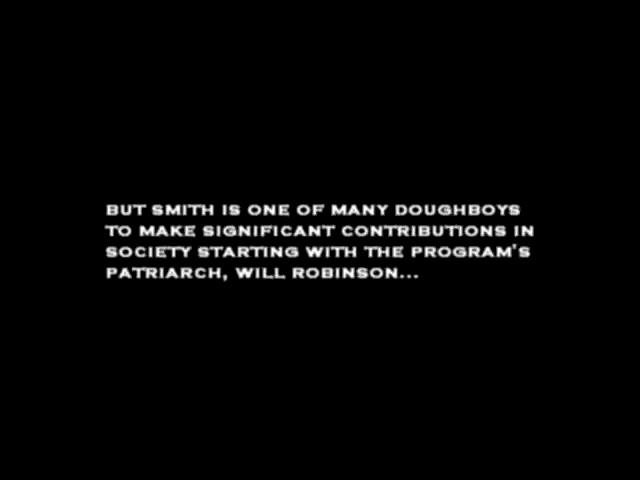 BUT SMITH IS ONE OF MANY DOUGHBOYS
TO MAKE SIGNIFICANT CONTRIBUTIONS IN
SOCIETY STARTING WITH THE PROGRAM'S
PATRIARCH, WILL ROBINSON...